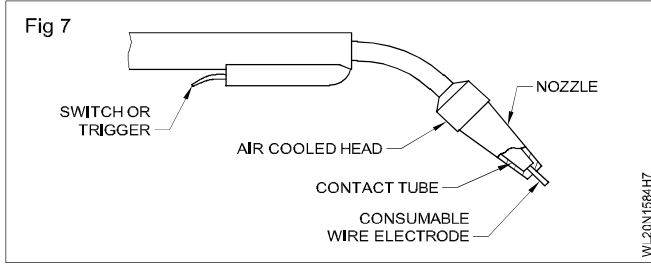 Fig 7
SWITCH OR
TRIGGER
NOZZLE
AIR COOLED HEAD
CONTACT TUBE
CONSUMABLE
WIRE ELECTRODE
WL20N1584H7